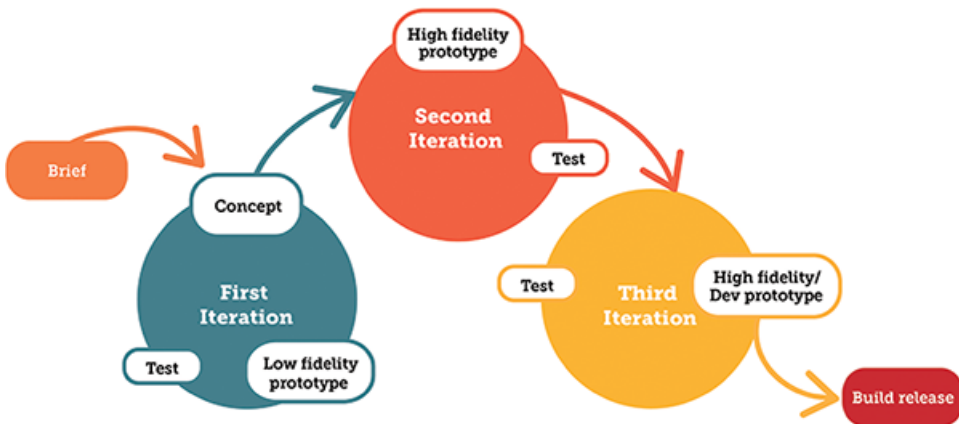 Brief
Concept
First
Iteration
Test
Low fidelity
prototype
High fidelity
prototype
Second
Iteration
Test
Test
Third
Iteration
High fidelity/
Dev prototype
Build release